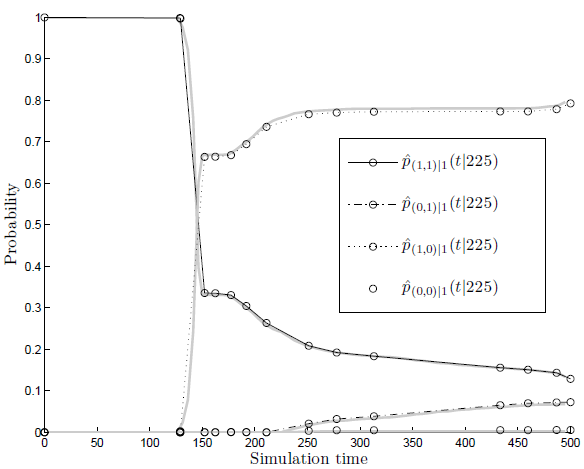 1
0.9
0.8
0.7
0.6
0.5
0.4
0.3
0.2
0.1
0
Probability
p̂(1,1)|1(t|225)
p̂(0,1)|1(t|225)
p̂(1,0)|1(t|225)
p̂(0,0)|1(t|225)
0 50 100 150 200 250 300 350 400 450 500
Simulation time